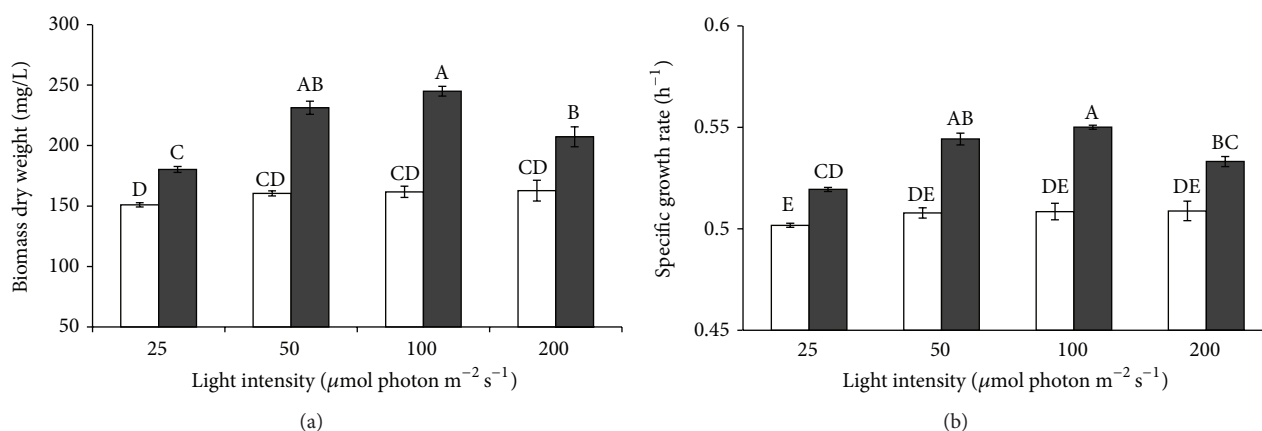 300
250
200
150
100
50
Biomass dry weight (mg/L)
D
C
CD
AB
CD
A
CD
B
25
50
100
200
Light intensity (μmol photon m⁻² s⁻¹)
(a)
0.6
0.55
0.5
0.45
Specific growth rate (h⁻¹)
E
CD
DE
AB
DE
A
DE
BC
25
50
100
200
Light intensity (μmol photon m⁻² s⁻¹)
(b)